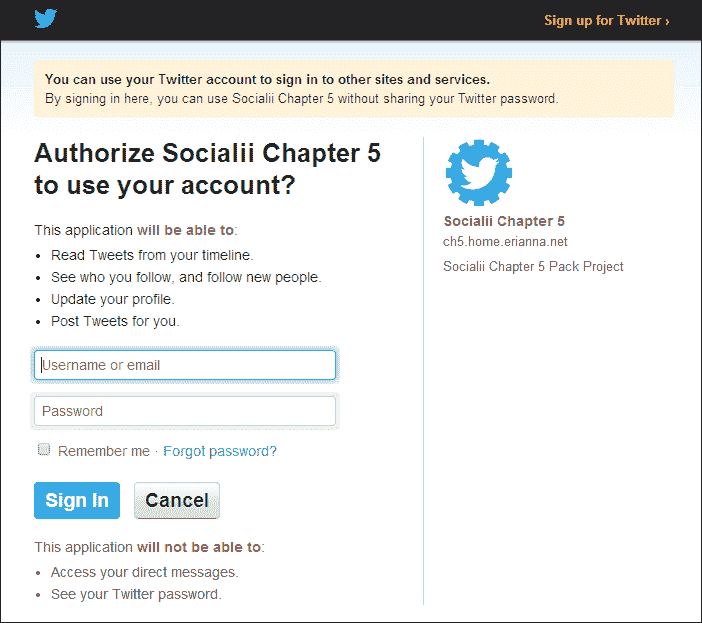 Sign up for Twitter ›
You can use your Twitter account to sign in to other sites and services.
By signing in here, you can use Socialii Chapter 5 without sharing your Twitter password.
Authorize Socialii Chapter 5
to use your account?
This application will be able to:
• Read Tweets from your timeline.
• See who you follow, and follow new people.
• Update your profile.
• Post Tweets for you.
Username or email
Password
Remember me · Forgot password?
Sign In
Cancel
This application will not be able to:
• Access your direct messages.
• See your Twitter password.
Socialii Chapter 5
ch5.home.erianna.net
Socialii Chapter 5 Pack Project